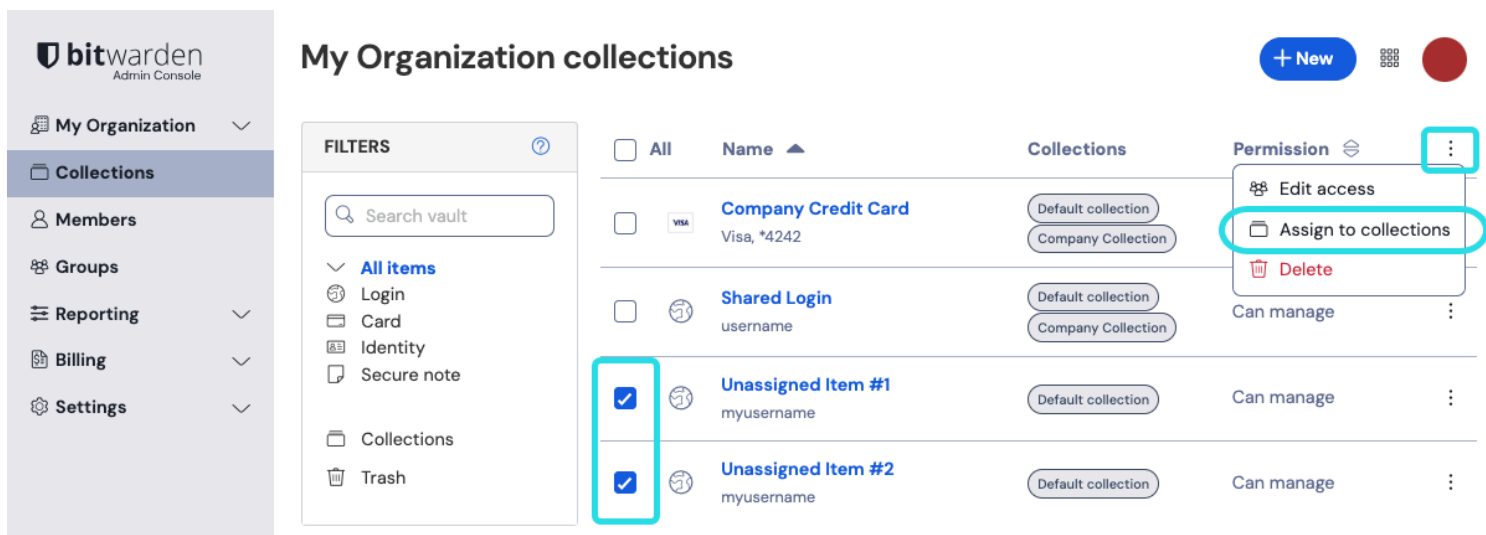 bitwarden
Admin Console
My Organization
Collections
Members
Groups
Reporting
Billing
Settings
My Organization collections
+ New
FILTERS
?
Search vault
All items
Login
Card
Identity
Secure note
Collections
Trash
All Name Collections Permission
Edit access
Assign to collections
Delete
VISA
Company Credit Card
Visa, *4242
Default collection
Company Collection
Shared Login
username
Default collection
Company Collection
Can manage
Unassigned Item #1
myusername
Default collection
Can manage
Unassigned Item #2
myusername
Default collection
Can manage